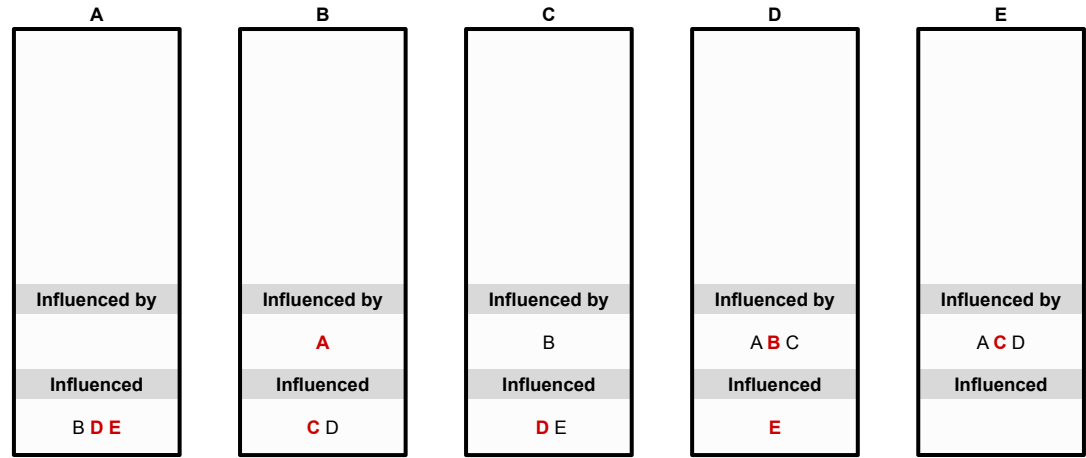 A B C D E
Influenced by Influenced by Influenced by Influenced by Influenced by
A B A B C A C D
Influenced Influenced Influenced Influenced Influenced
B D E C D D E E